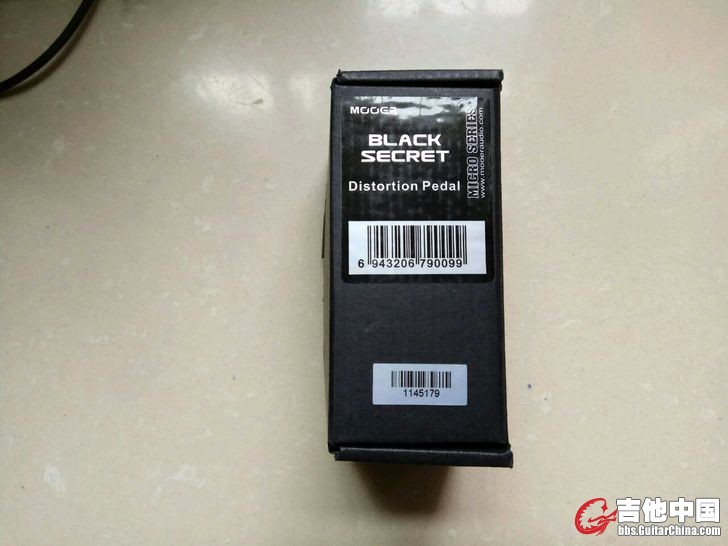 MOOER
BLACK
SECRET
Distortion Pedal
MICRO SERIES
www.mooeraudio.com
6 943206 790099
1145179
吉他中国
bbs.GuitarChina.com